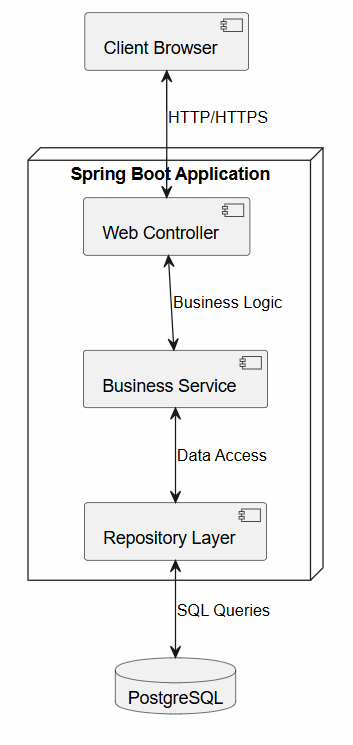 Client Browser
HTTP/HTTPS
Spring Boot Application
Web Controller
Business Logic
Business Service
Data Access
Repository Layer
SQL Queries
PostgreSQL